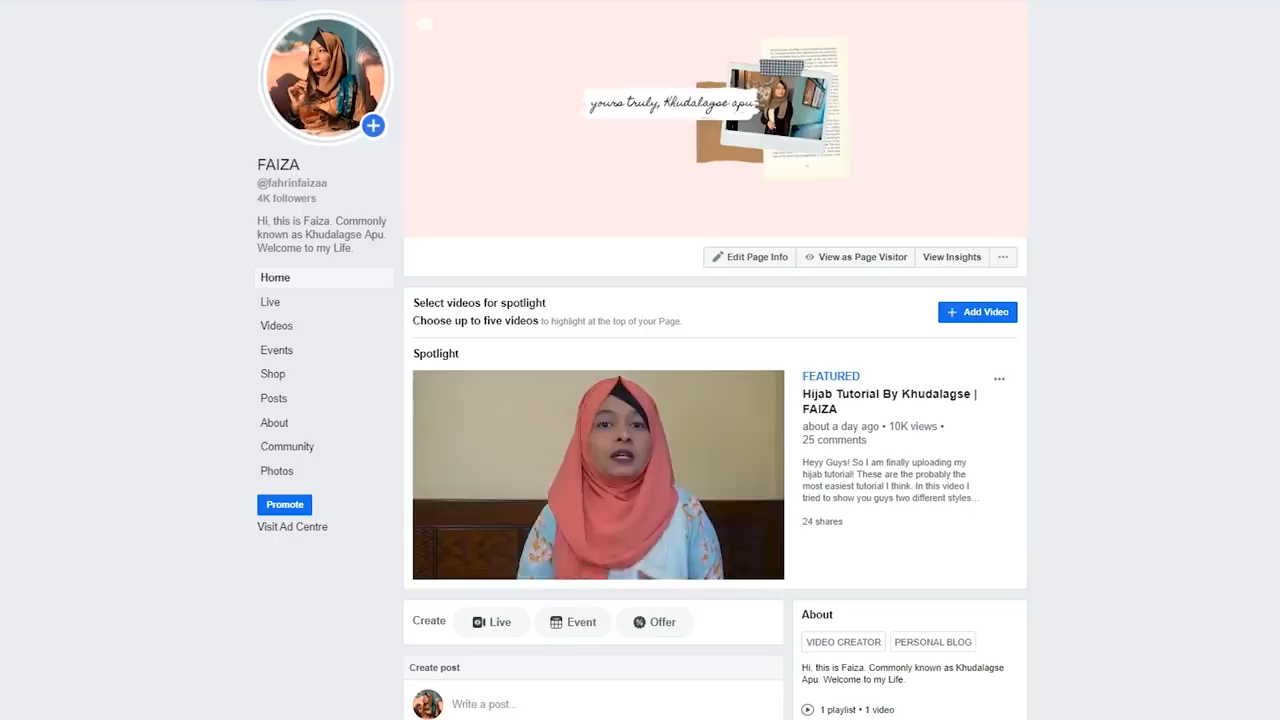 FAIZA
@fahrinfaizaa
4K followers
Hi, this is Faiza. Commonly
known as Khudalagse Apu.
Welcome to my Life.
Home
Live
Videos
Events
Shop
Posts
About
Community
Photos
Promote
Visit Ad Centre
yours truly, Khudalagse apu.
Edit Page Info
View as Page Visitor
View Insights
Select videos for spotlight
Choose up to five videos to highlight at the top of your Page.
+ Add Video
Spotlight
FEATURED
Hijab Tutorial By Khudalagse |
FAIZA
about a day ago • 10K views •
25 comments
Heyy Guys! So I am finally uploading my
hijab tutorial! These are the probably the
most easiest tutorial I think. In this video I
tried to show you guys two different styles...
24 shares
Create
Live
Event
Offer
Create post
Write a post...
About
VIDEO CREATOR
PERSONAL BLOG
Hi, this is Faiza. Commonly known as Khudalagse
Apu. Welcome to my Life.
1 playlist • 1 video